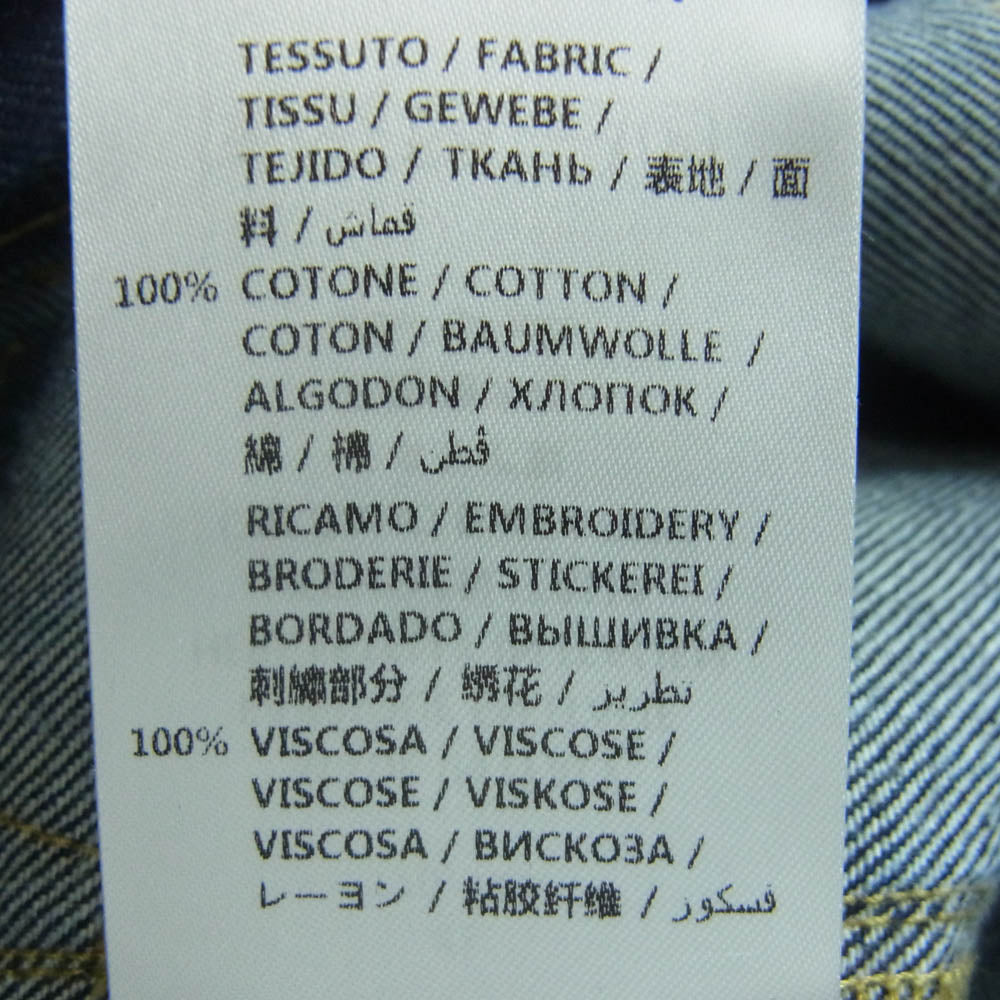 TESSUTO / FABRIC /
TISSU / GEWEBE /
TEJIDO / ТКАНЬ / 表地 / 面
料 / قماش
100% COTONE / COTTON /
COTON / BAUMWOLLE /
ALGODON / ХЛОПОК /
綿 / 棉 / قطن
RICAMO / EMBROIDERY /
BRODERIE / STICKEREI /
BORDADO / ВЫШИВКА /
刺繍部分 / 绣花 / تطريز
100% VISCOSA / VISCOSE /
VISCOSE / VISKOSE /
VISCOSA / ВИСКОЗА /
レーヨン / 粘胶纤维 / فسكوز